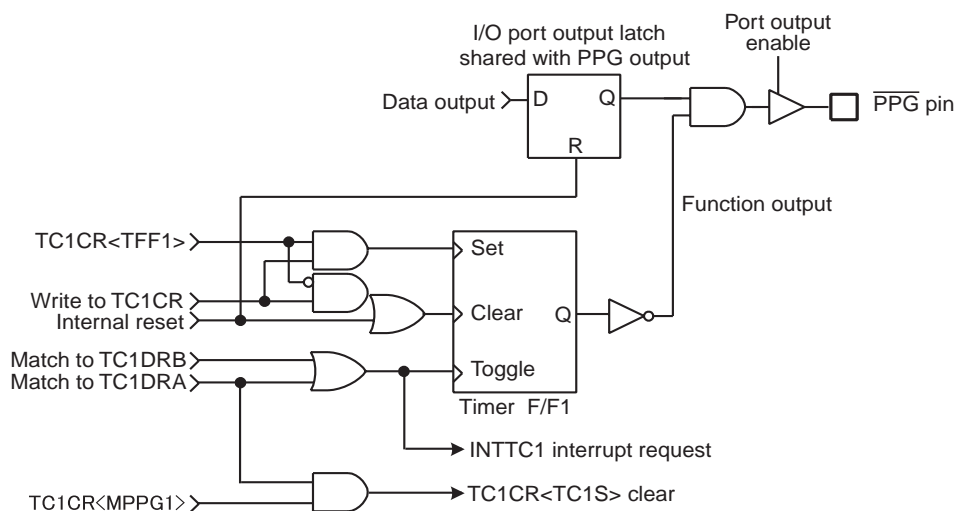 I/O port output latch
shared with PPG output
Port output
enable
Data output
D
Q
R
PPG pin
Function output
TC1CR<TFF1>
Set
Write to TC1CR
Internal reset
Clear
Q
Match to TC1DRB
Match to TC1DRA
Toggle
Timer F/F1
INTTC1 interrupt request
TC1CR<TC1S> clear
TC1CR<MPPG1>